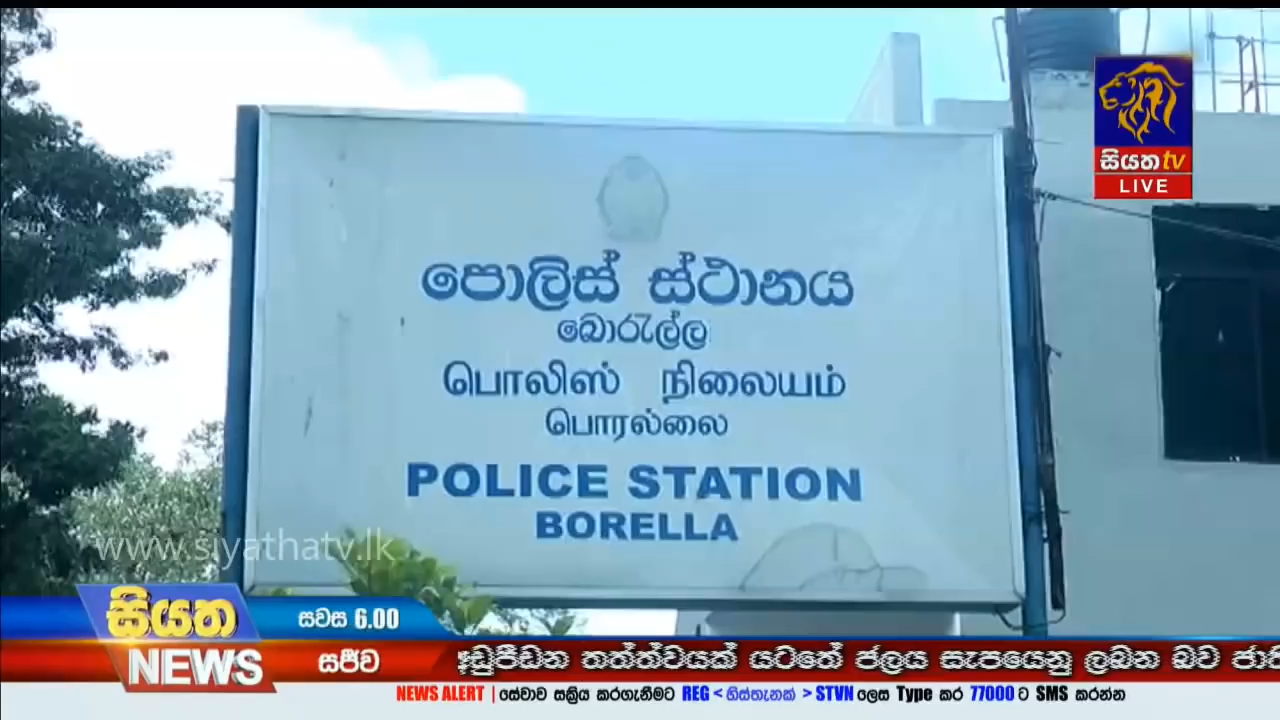 සියත tv
LIVE
පොලිස් ස්ථානය
බොරැල්ල
பொலிஸ் நிலையம்
பொரல்லை
POLICE STATION
BORELLA
www.siyathatv.lk
සියත
සවස 6.00
NEWS
සජීව
අඩුපීඩන තත්ත්වයක් යටතේ ජලය සැපයෙනු ලබන බව ජාති
NEWS ALERT | සේවාව සක්‍රිය කරගැනීමට REG < හිස්තැනක් > STVN ලෙස Type කර 77000 ට SMS කරන්න